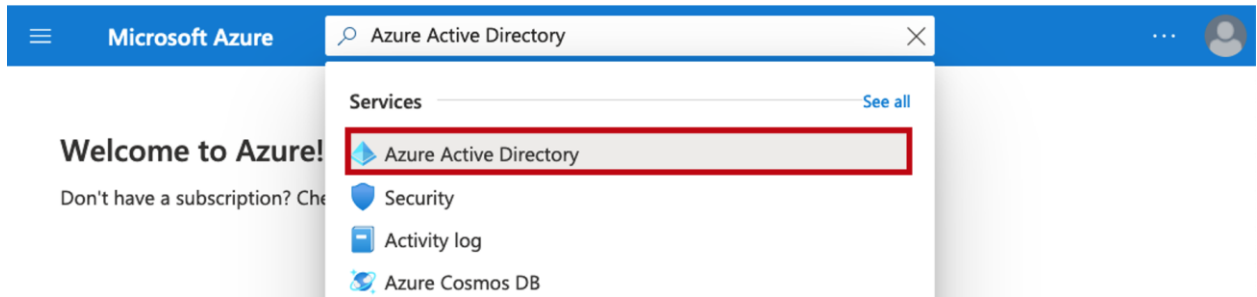 Microsoft Azure
Azure Active Directory
Services
See all
Welcome to Azure!
Azure Active Directory
Don't have a subscription?
Security
Activity log
Azure Cosmos DB